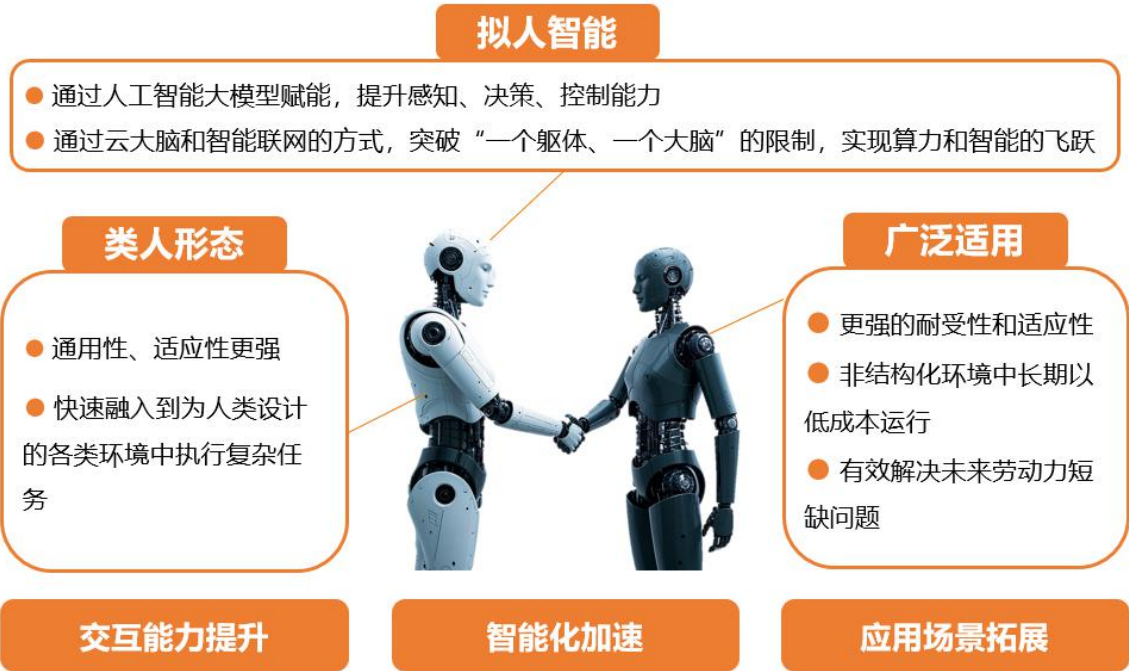 拟人智能
● 通过人工智能大模型赋能，提升感知、决策、控制能力
● 通过云大脑和智能联网的方式，突破“一个躯体、一个大脑”的限制，实现算力和智能的飞跃
类人形态
● 通用性、适应性更强
● 快速融入到为人类设计
的各类环境中执行复杂任
务
广泛适用
● 更强的耐受性和适应性
● 非结构化环境中长期以
低成本运行
● 有效解决未来劳动力短
缺问题
交互能力提升
智能化加速
应用场景拓展